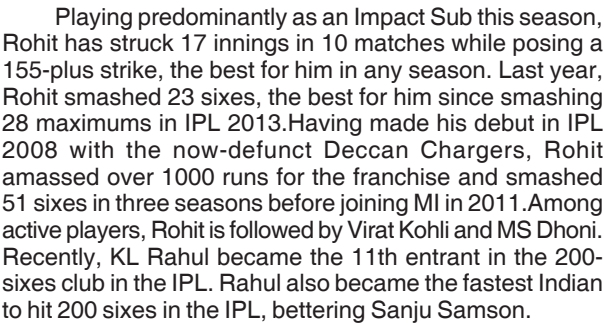 Playing predominantly as an Impact Sub this season,
Rohit has struck 17 innings in 10 matches while posing a
155-plus strike, the best for him in any season. Last year,
Rohit smashed 23 sixes, the best for him since smashing
28 maximums in IPL 2013.Having made his debut in IPL
2008 with the now-defunct Deccan Chargers, Rohit
amassed over 1000 runs for the franchise and smashed
51 sixes in three seasons before joining MI in 2011.Among
active players, Rohit is followed by Virat Kohli and MS Dhoni.
Recently, KL Rahul became the 11th entrant in the 200-
sixes club in the IPL. Rahul also became the fastest Indian
to hit 200 sixes in the IPL, bettering Sanju Samson.